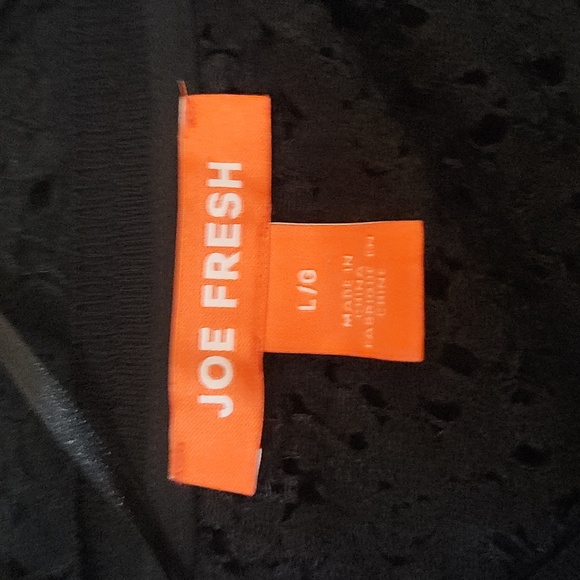 JOE FRESH
L/G
MADE IN
CHINA
FABRIQUÉ EN
CHINE